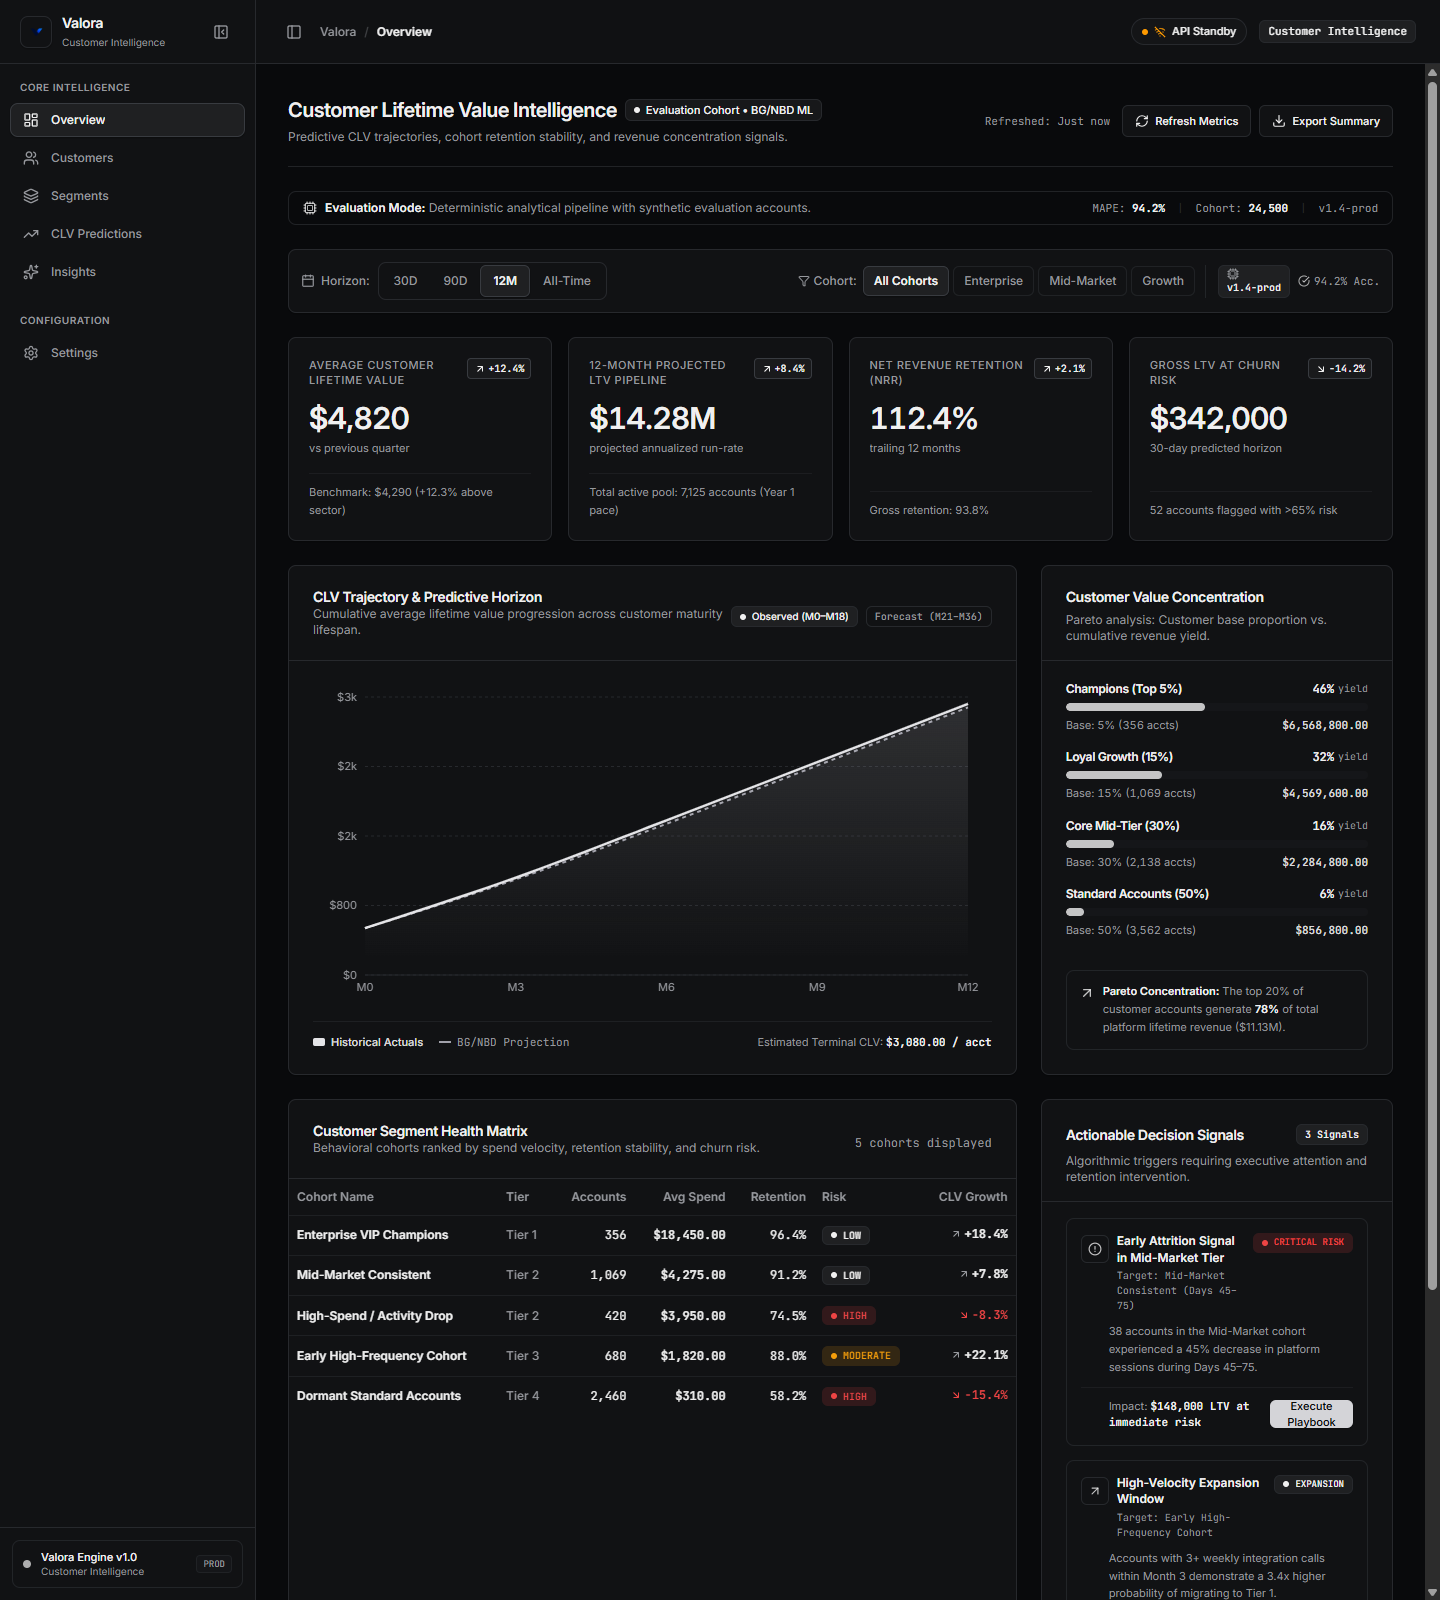 Valora
Customer Intelligence
Valora / Overview
API Standby
Customer Intelligence
CORE INTELLIGENCE
Overview
Customers
Segments
CLV Predictions
Insights
CONFIGURATION
Settings
Valora Engine v1.0
Customer Intelligence
PROD
Customer Lifetime Value Intelligence
Evaluation Cohort • BG/NBD ML
Predictive CLV trajectories, cohort retention stability, and revenue concentration signals.
Refreshed: Just now
Refresh Metrics
Export Summary
Evaluation Mode: Deterministic analytical pipeline with synthetic evaluation accounts.
MAPE: 94.2%
Cohort: 24,500
v1.4-prod
Horizon:
30D
90D
12M
All-Time
Cohort:
All Cohorts
Enterprise
Mid-Market
Growth
v1.4-prod
94.2% Acc.
AVERAGE CUSTOMER
LIFETIME VALUE
+12.4%
$4,820
vs previous quarter
Benchmark: $4,290 (+12.3% above
sector)
12-MONTH PROJECTED
LTV PIPELINE
+8.4%
$14.28M
projected annualized run-rate
Total active pool: 7,125 accounts (Year 1
pace)
NET REVENUE RETENTION
(NRR)
+2.1%
112.4%
trailing 12 months
Gross retention: 93.8%
GROSS LTV AT CHURN
RISK
-14.2%
$342,000
30-day predicted horizon
52 accounts flagged with >65% risk
CLV Trajectory & Predictive Horizon
Cumulative average lifetime value progression across customer maturity
lifespan.
Observed (M0–M18)
Forecast (M21–M36)
$3k
$2k
$2k
$800
$0
M0
M3
M6
M9
M12
Historical Actuals
BG/NBD Projection
Estimated Terminal CLV: $3,080.00 / acct
Customer Value Concentration
Pareto analysis: Customer base proportion vs.
cumulative revenue yield.
Champions (Top 5%)
46% yield
Base: 5% (356 accts)
$6,568,800.00
Loyal Growth (15%)
32% yield
Base: 15% (1,069 accts)
$4,569,600.00
Core Mid-Tier (30%)
16% yield
Base: 30% (2,138 accts)
$2,284,800.00
Standard Accounts (50%)
6% yield
Base: 50% (3,562 accts)
$856,800.00
Pareto Concentration: The top 20% of
customer accounts generate 78% of total
platform lifetime revenue ($11.13M).
Customer Segment Health Matrix
Behavioral cohorts ranked by spend velocity, retention stability, and churn risk.
5 cohorts displayed
Cohort Name Tier Accounts Avg Spend Retention Risk CLV Growth
Enterprise VIP Champions Tier 1 356 $18,450.00 96.4% LOW +18.4%
Mid-Market Consistent Tier 2 1,069 $4,275.00 91.2% LOW +7.8%
High-Spend / Activity Drop Tier 2 420 $3,950.00 74.5% HIGH -8.3%
Early High-Frequency Cohort Tier 3 680 $1,820.00 88.0% MODERATE +22.1%
Dormant Standard Accounts Tier 4 2,460 $310.00 58.2% HIGH -15.4%
Actionable Decision Signals
3 Signals
Algorithmic triggers requiring executive attention and
retention intervention.
Early Attrition Signal
in Mid-Market Tier
CRITICAL RISK
Target: Mid-Market
Consistent (Days 45–
75)
38 accounts in the Mid-Market cohort
experienced a 45% decrease in platform
sessions during Days 45–75.
Impact: $148,000 LTV at
immediate risk
Execute
Playbook
High-Velocity Expansion
Window
EXPANSION
Target: Early High-
Frequency Cohort
Accounts with 3+ weekly integration calls
within Month 3 demonstrate a 3.4x higher
probability of migrating to Tier 1.